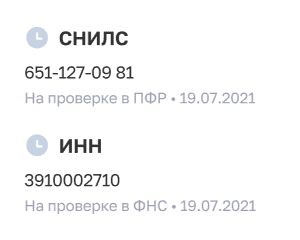 СНИЛС
651-127-09 81
На проверке в ПФР • 19.07.2021
ИНН
3910002710
На проверке в ФНС • 19.07.2021